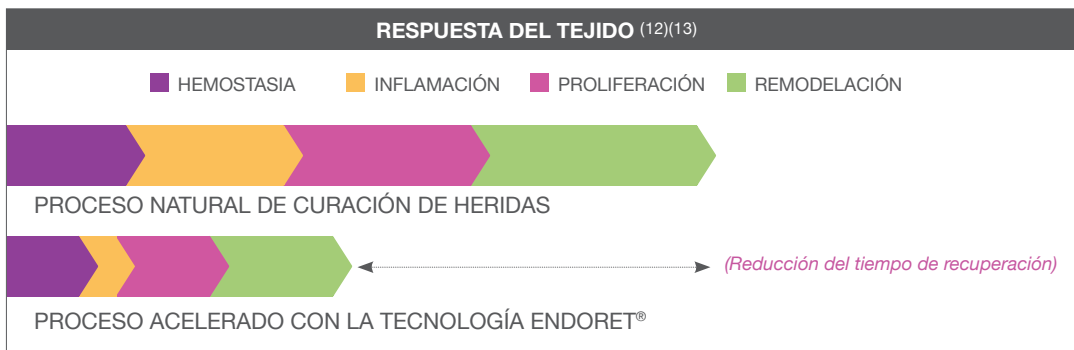 RESPUESTA DEL TEJIDO (12)(13)
HEMOSTASIA INFLAMACIÓN PROLIFERACIÓN REMODELACIÓN
PROCESO NATURAL DE CURACIÓN DE HERIDAS
(Reducción del tiempo de recuperación)
PROCESO ACELERADO CON LA TECNOLOGÍA ENDORET®